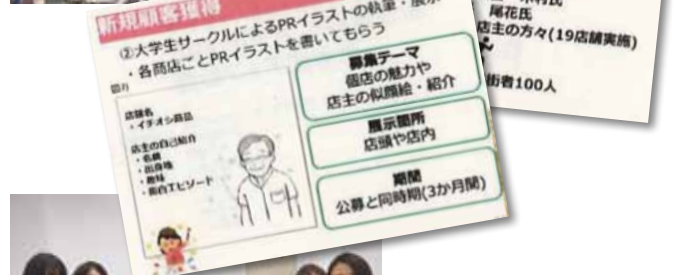 新規顧客獲得
②大学生サークルによるPRイラストの執筆・展示
・各商店ごとPRイラストを書いてもらう
店舗名
・イチオシ商品
店主の自己紹介
・名前
・出身地
・趣味
・面白エピソード
募集テーマ
個店の魅力や
店主の似顔絵・紹介
展示箇所
店頭や店内
期間
公募と同時期(3か月間)
尾花氏
店主の方々(19店舗実施)
街者100人